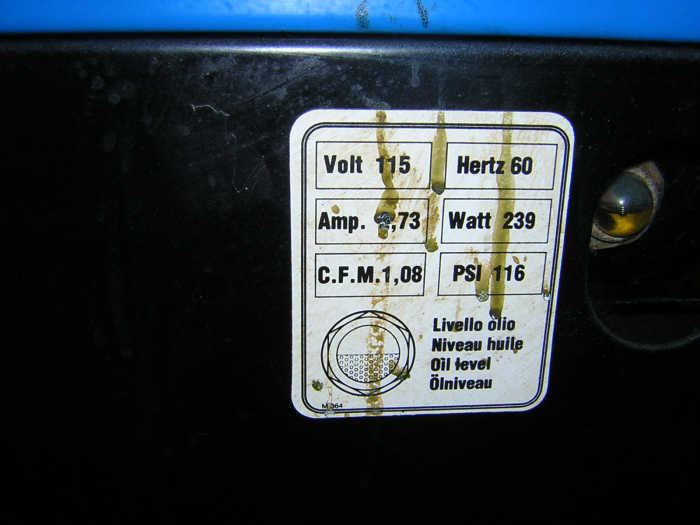 Volt 115
Hertz 60
Amp. ,73
Watt 239
C.F.M.1,08
PSI 116
Livello olio
Niveau huile
Oil level
Ölniveau